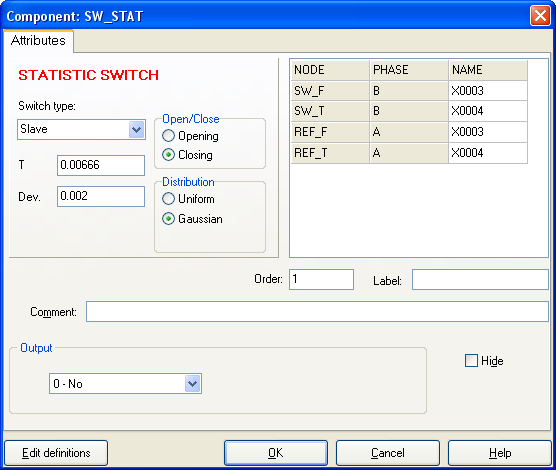 Component: SW_STAT
Attributes
STATISTIC SWITCH
Switch type:
Slave
T 0.00666
Dev. 0.002
Open/Close
Opening
Closing
Distribution
Uniform
Gaussian
NODE PHASE NAME
SW_F B X0003
SW_T B X0004
REF_F A X0003
REF_T A X0004
Order: 1 Label:
Comment:
Output
0 - No
Hide
Edit definitions OK Cancel Help